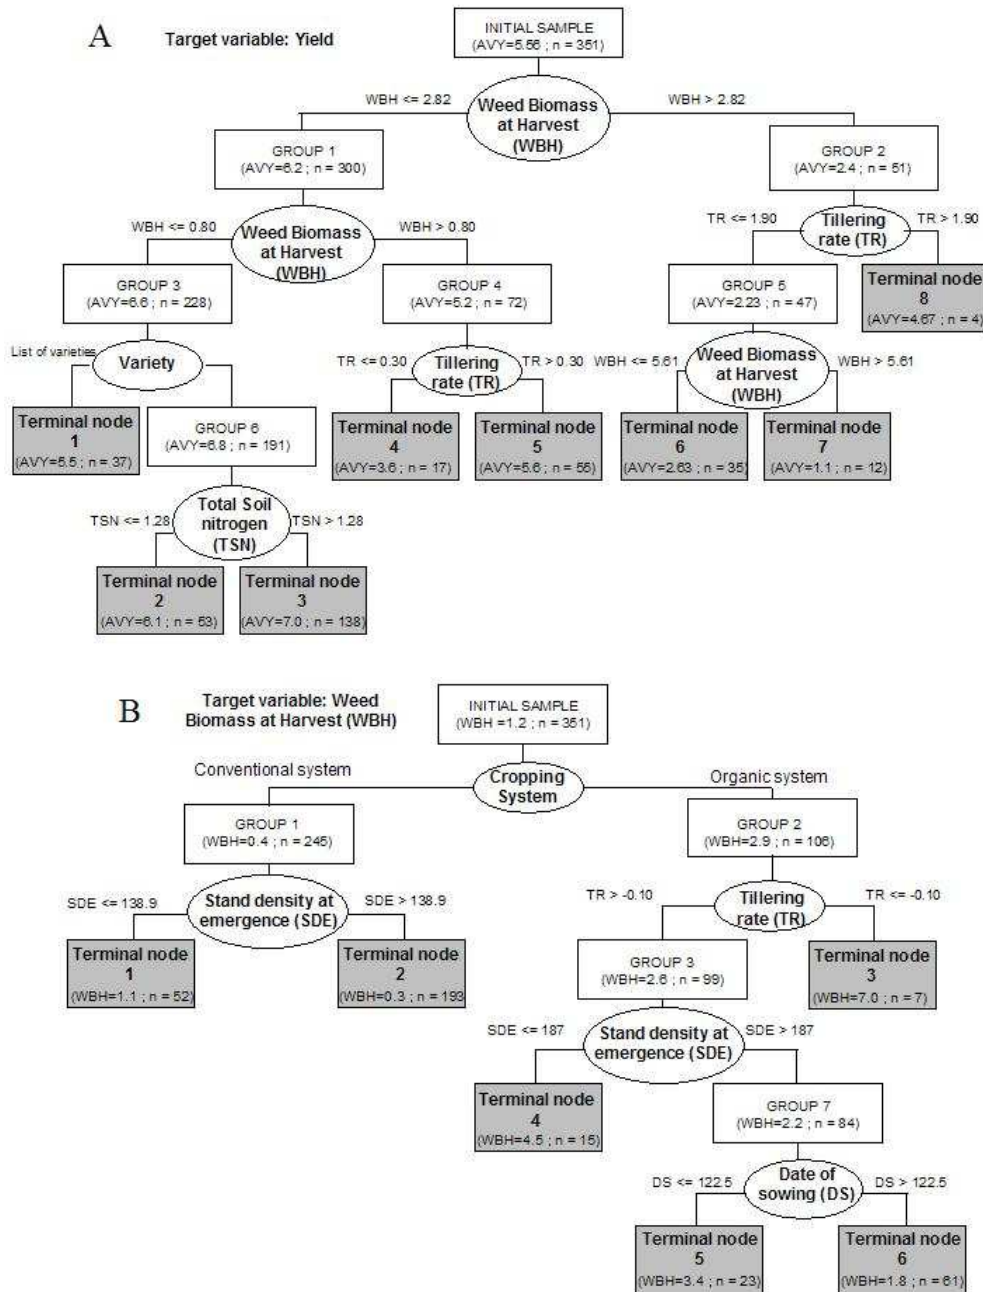 A
Target variable: Yield
INITIAL SAMPLE
(AVY=5.56 ; n = 351)
WBH <= 2.82
Weed Biomass
at Harvest
(WBH)
WBH > 2.82
GROUP 1
(AVY=6.2 ; n = 300)
GROUP 2
(AVY=2.4 ; n = 51)
WBH <= 0.80
Weed Biomass
at Harvest
(WBH)
WBH > 0.80
TR <= 1.90
Tillering
rate (TR)
TR > 1.90
GROUP 3
(AVY=6.6 ; n = 228)
GROUP 4
(AVY=5.2 ; n = 72)
GROUP 5
(AVY=2.23 ; n = 47)
Terminal node
8
(AVY=4.67 ; n = 4)
List of varieties
Variety
TR <= 0.30
Tillering
rate (TR)
TR > 0.30
WBH <= 5.61
Weed Biomass
at Harvest
(WBH)
WBH > 5.61
Terminal node
1
(AVY=5.5 ; n = 37)
GROUP 6
(AVY=6.8 ; n = 191)
Terminal node
4
(AVY=3.6 ; n = 17)
Terminal node
5
(AVY=5.6 ; n = 55)
Terminal node
6
(AVY=2.63 ; n = 35)
Terminal node
7
(AVY=1.1 ; n = 12)
TSN <= 1.28
Total Soil
nitrogen
(TSN)
TSN > 1.28
Terminal node
2
(AVY=6.1 ; n = 53)
Terminal node
3
(AVY=7.0 ; n = 138)
B
Target variable: Weed
Biomass at Harvest (WBH)
INITIAL SAMPLE
(WBH =1.2 ; n = 351)
Conventional system
Cropping
System
Organic system
GROUP 1
(WBH=0.4 ; n = 245)
GROUP 2
(WBH=2.9 ; n = 106)
SDE <= 138.9
Stand density at
emergence (SDE)
SDE > 138.9
TR > -0.10
Tillering
rate (TR)
TR <= -0.10
Terminal node
1
(WBH=1.1 ; n = 52)
Terminal node
2
(WBH=0.3 ; n = 193
GROUP 3
(WBH=2.6 ; n = 99)
Terminal node
3
(WBH=7.0 ; n = 7)
SDE <= 187
Stand density at
emergence (SDE)
SDE > 187
Terminal node
4
(WBH=4.5 ; n = 15)
GROUP 7
(WBH=2.2 ; n = 84)
DS <= 122.5
Date of
sowing (DS)
DS > 122.5
Terminal node
5
(WBH=3.4 ; n = 23)
Terminal node
6
(WBH=1.8 ; n = 61)